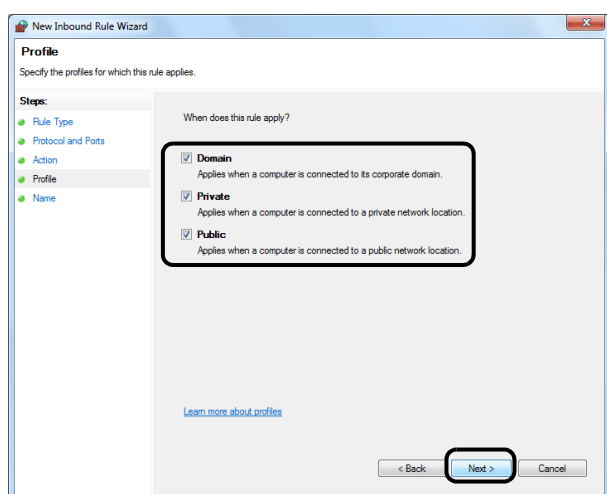 New Inbound Rule Wizard
Profile
Specify the profiles for which this rule applies.
Steps:
Rule Type
Protocol and Ports
Action
Profile
Name
When does this rule apply?
Domain
Applies when a computer is connected to its corporate domain.
Private
Applies when a computer is connected to a private network location.
Public
Applies when a computer is connected to a public network location.
Learn more about profiles
< Back
Next >
Cancel